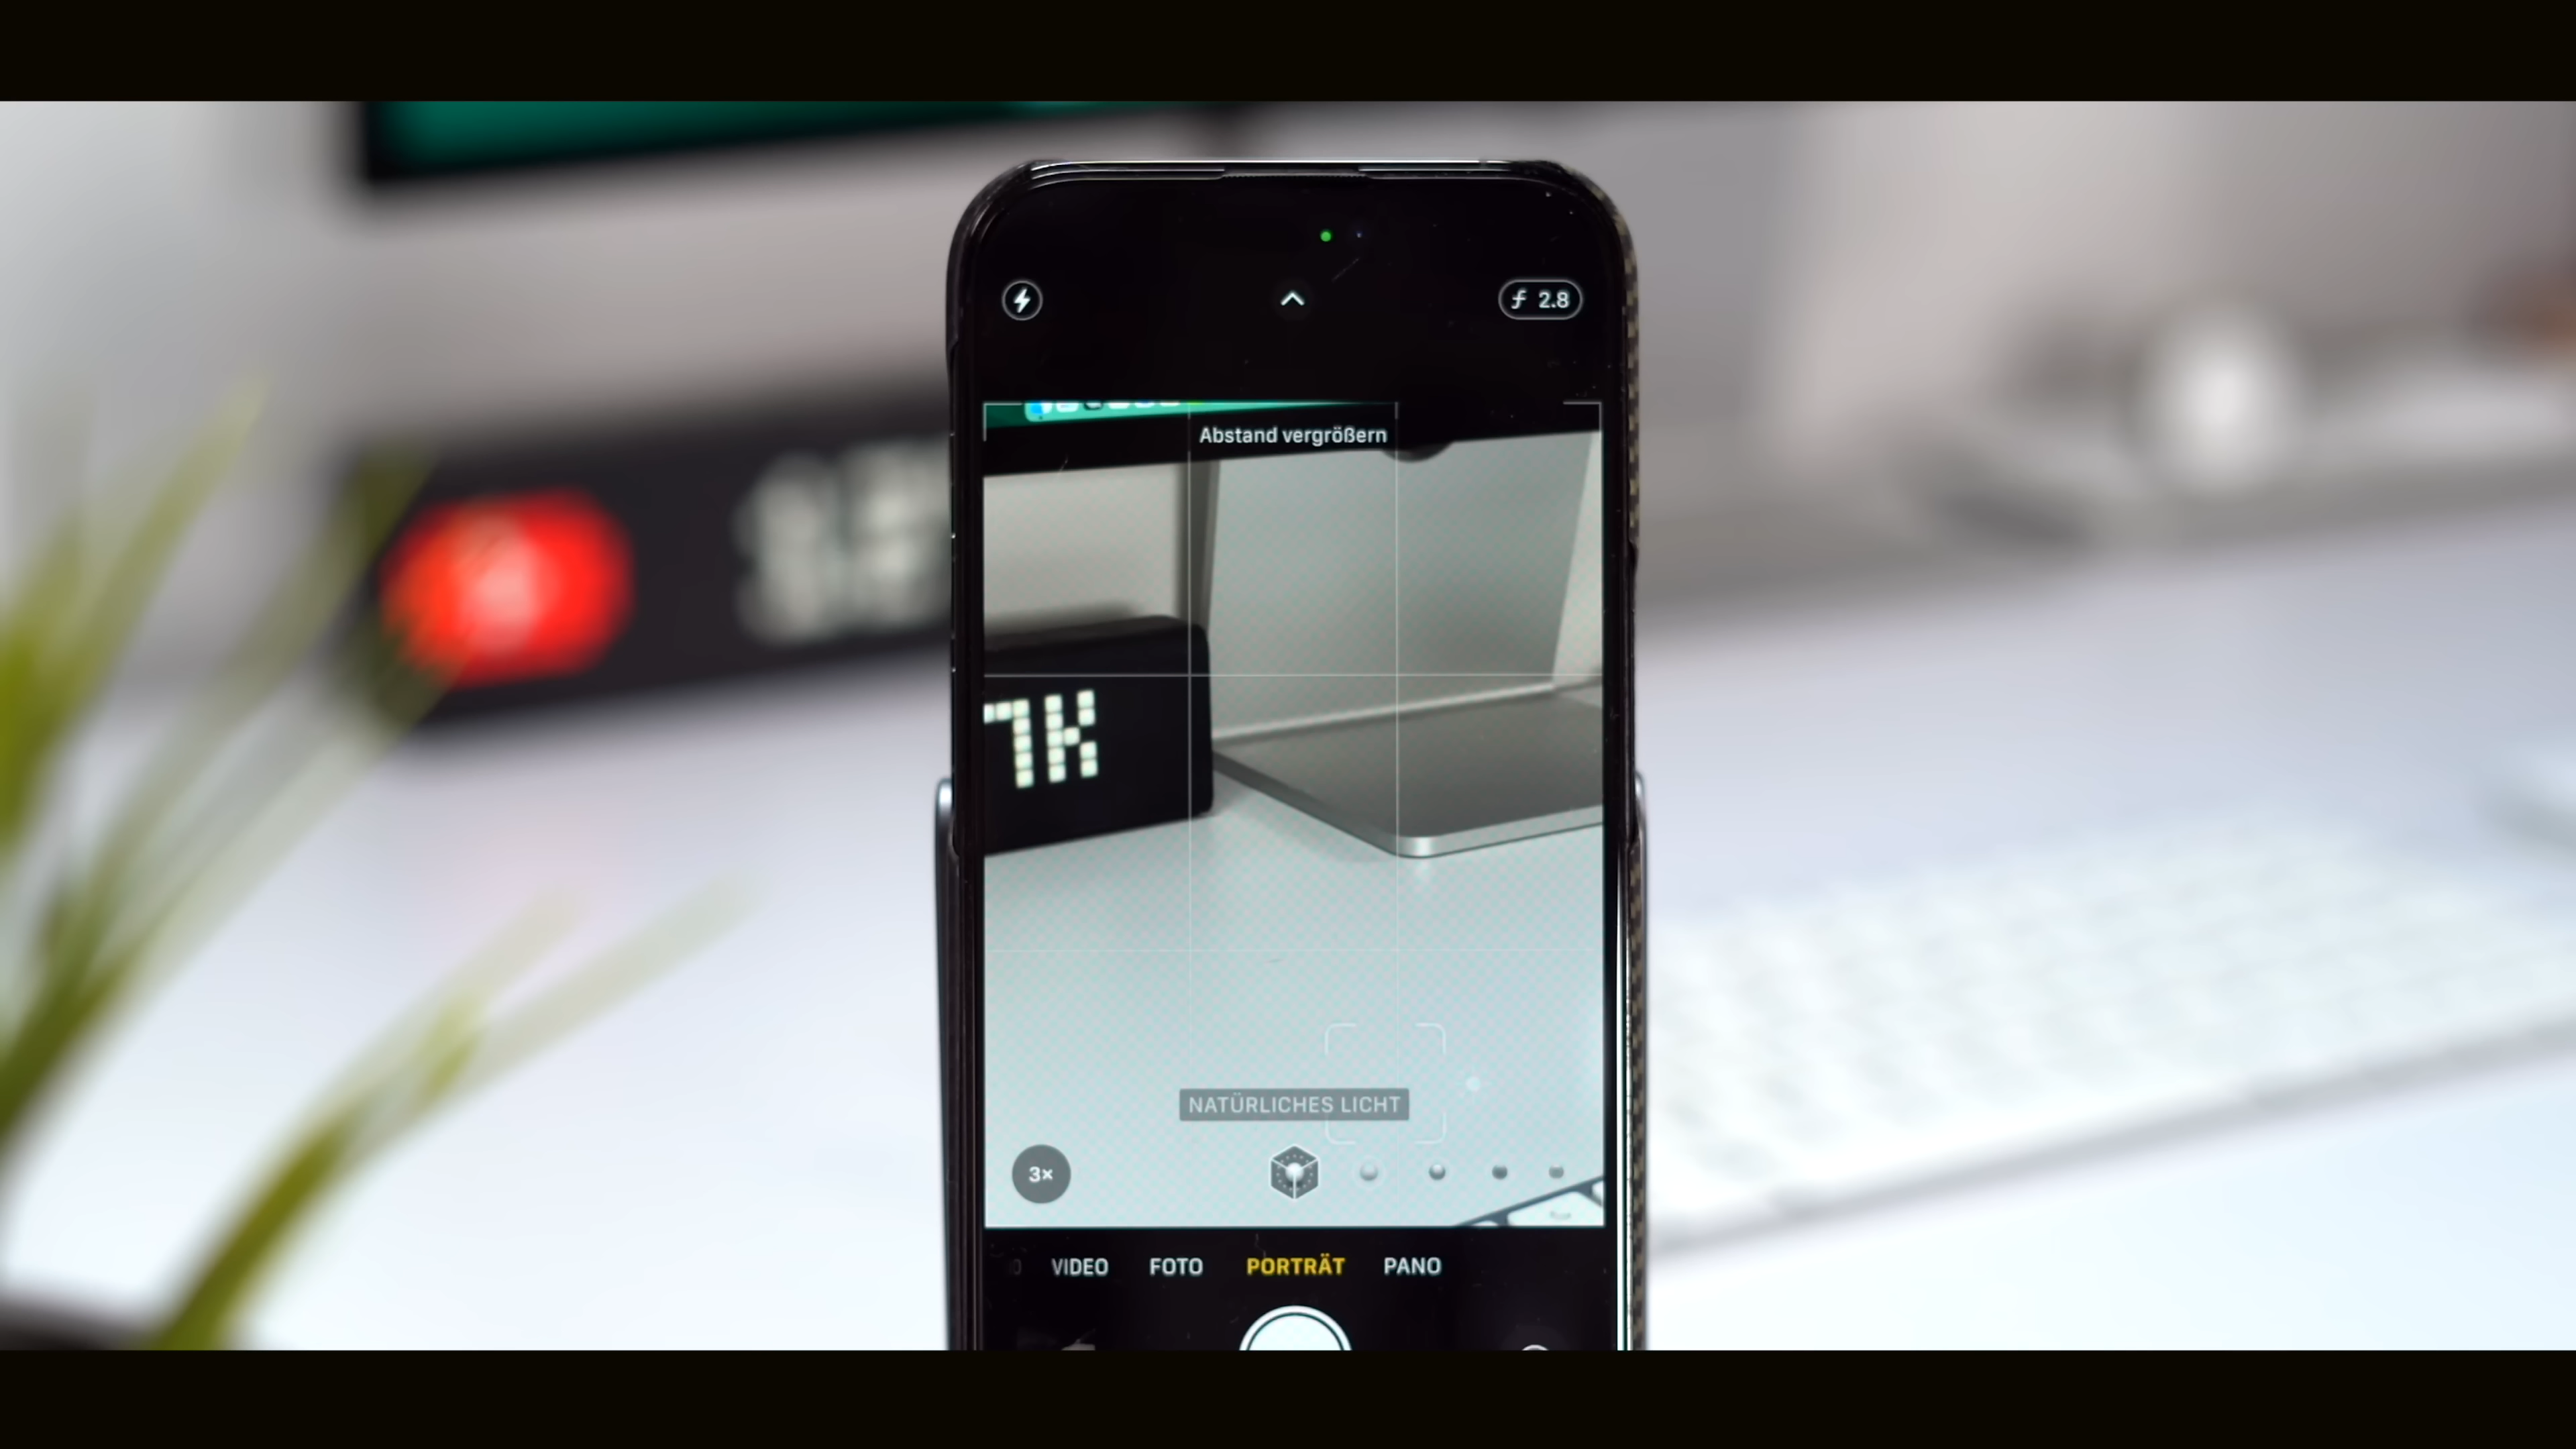 ƒ 2.8
Abstand vergrößern
7K
NATÜRLICHES LICHT
3×
VIDEO FOTO PORTRÄT PANO